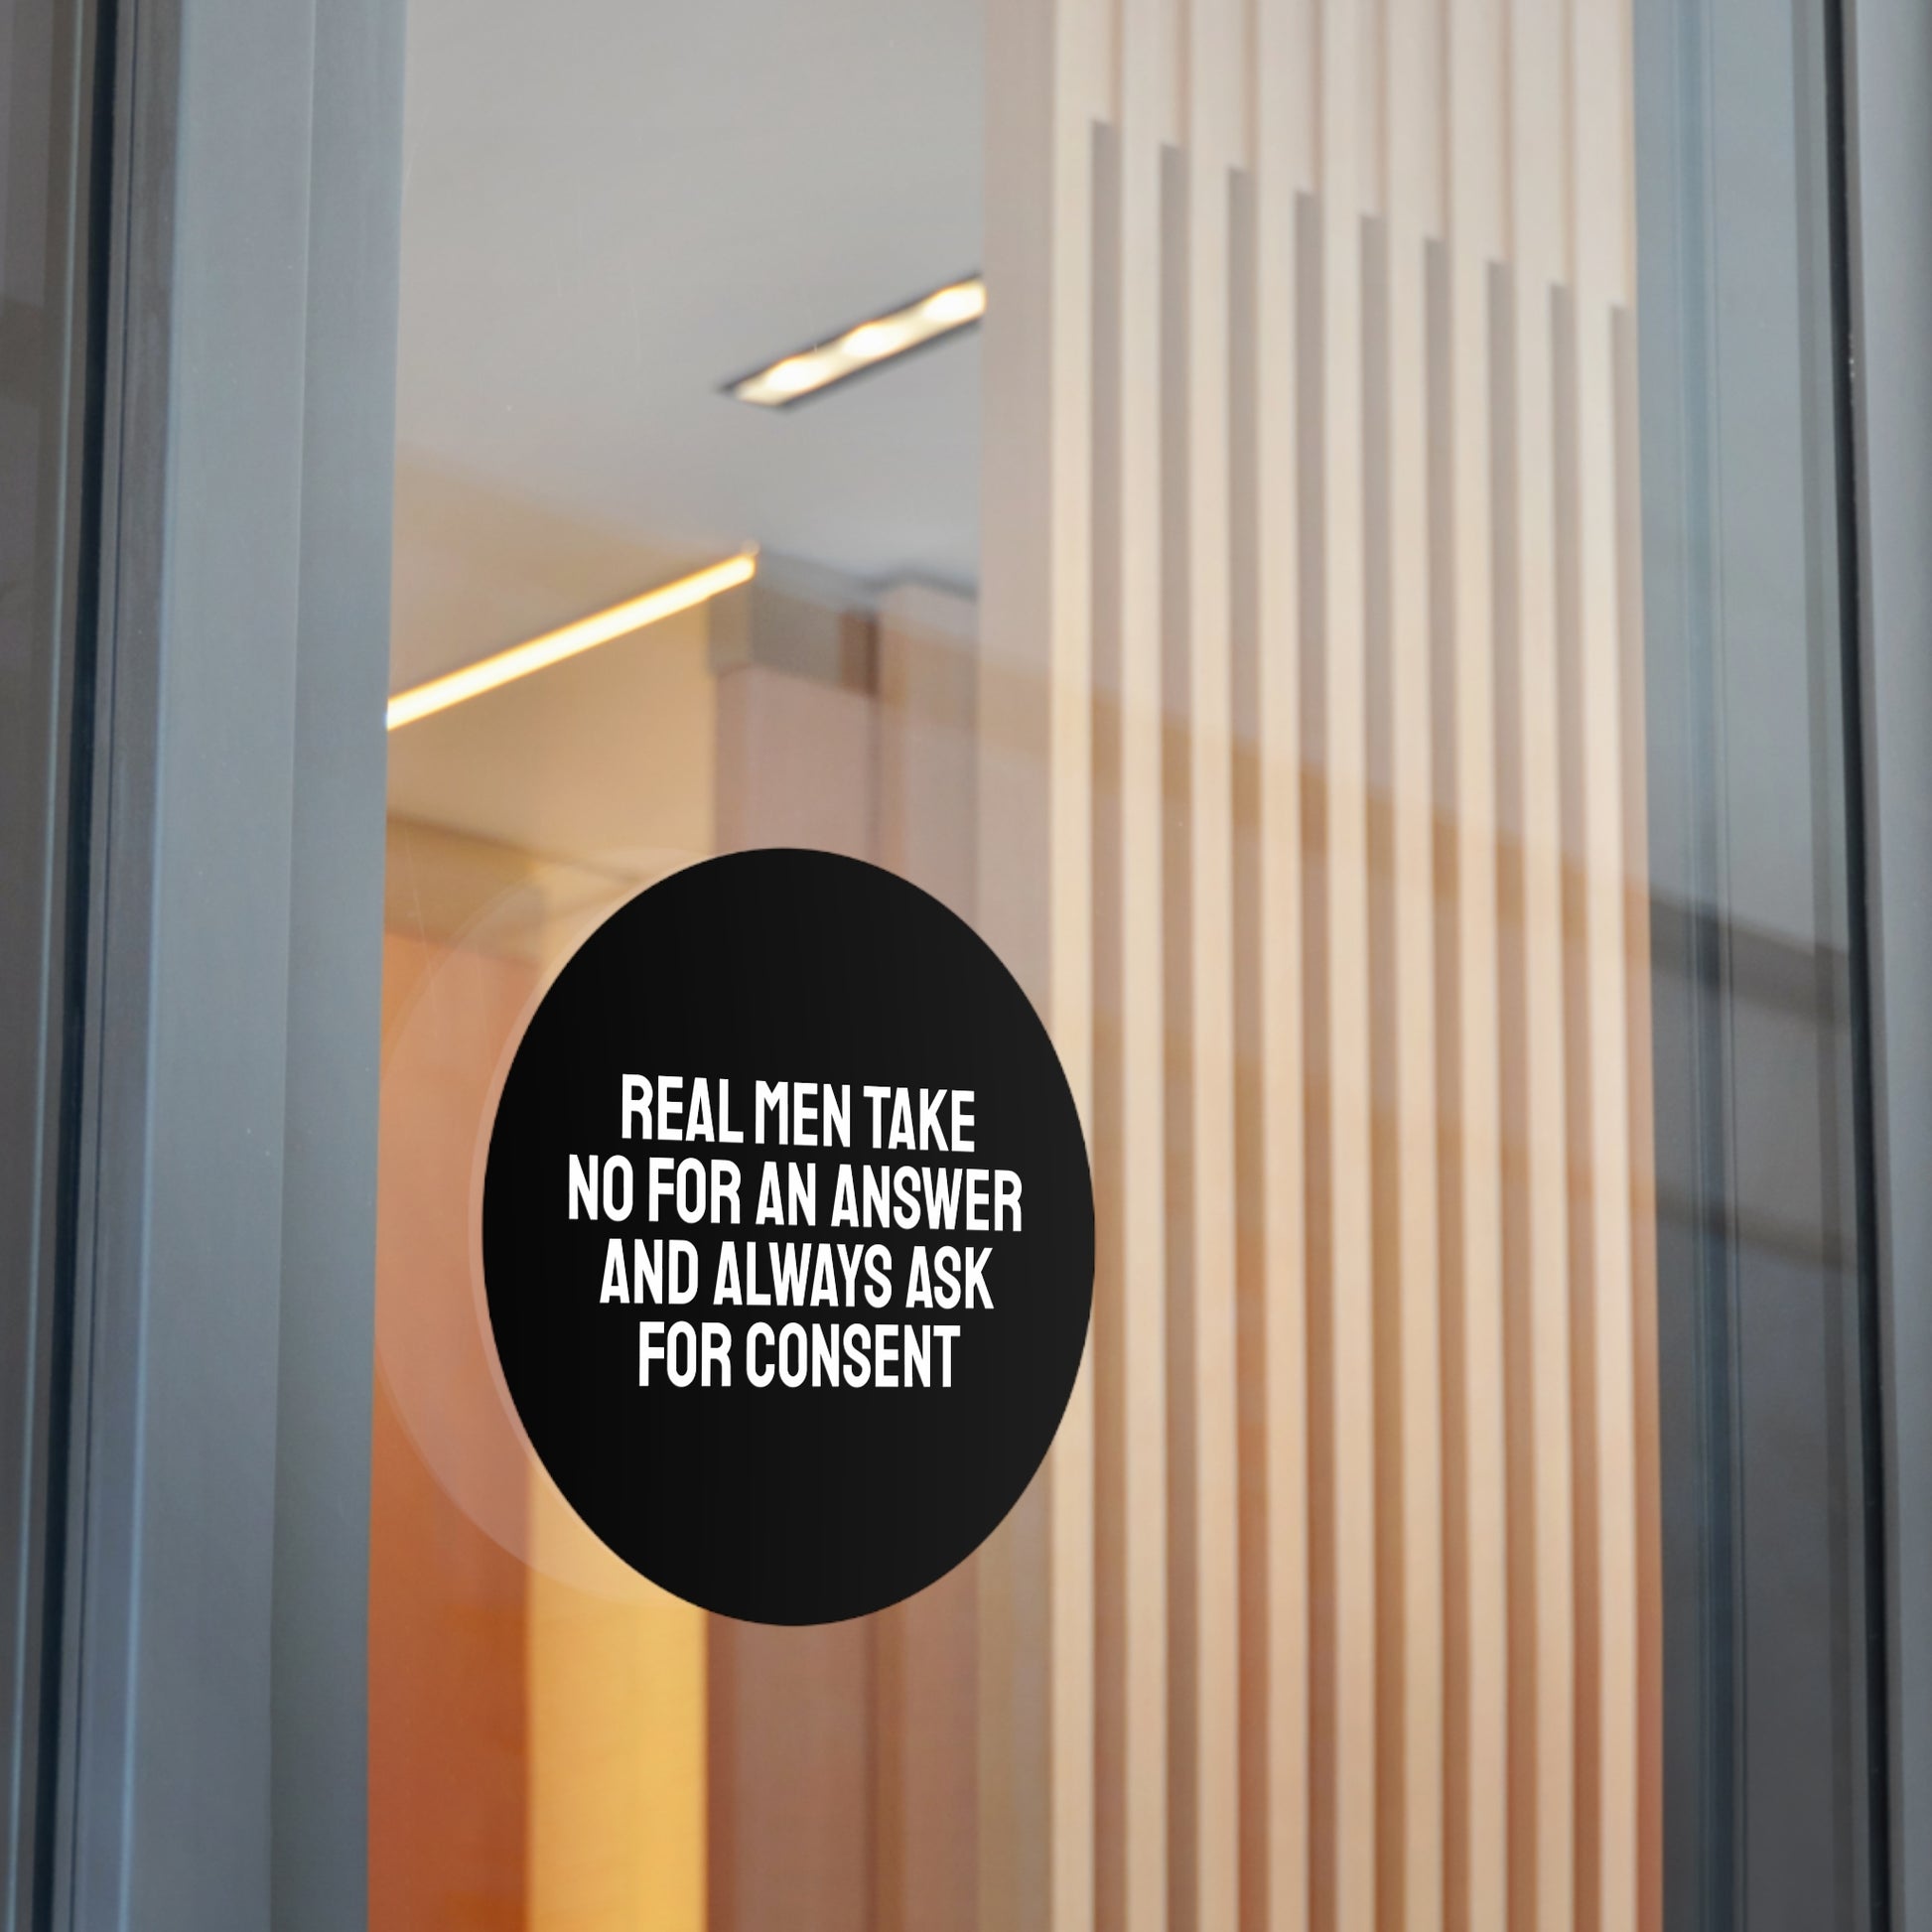 REAL MEN TAKE
NO FOR AN ANSWER
AND ALWAYS ASK
FOR CONSENT